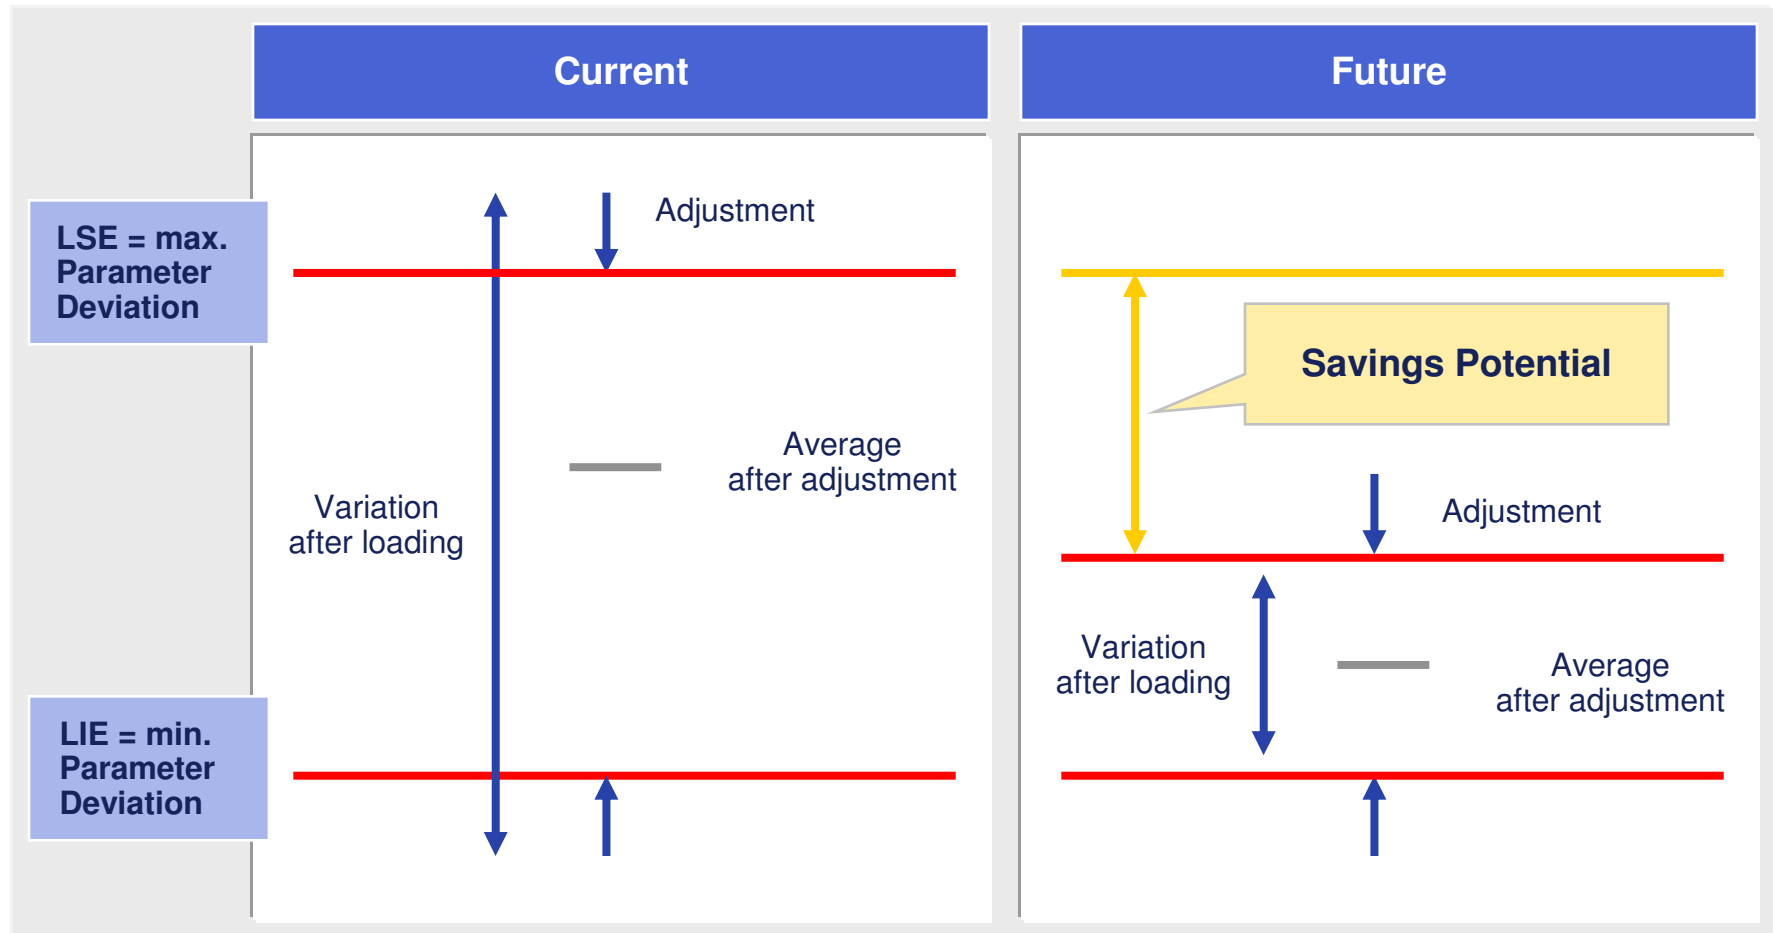 Current
Future
LSE = max.
Parameter
Deviation
Adjustment
Average
after adjustment
Variation
after loading
LIE = min.
Parameter
Deviation
Savings Potential
Adjustment
Variation
after loading
Average
after adjustment